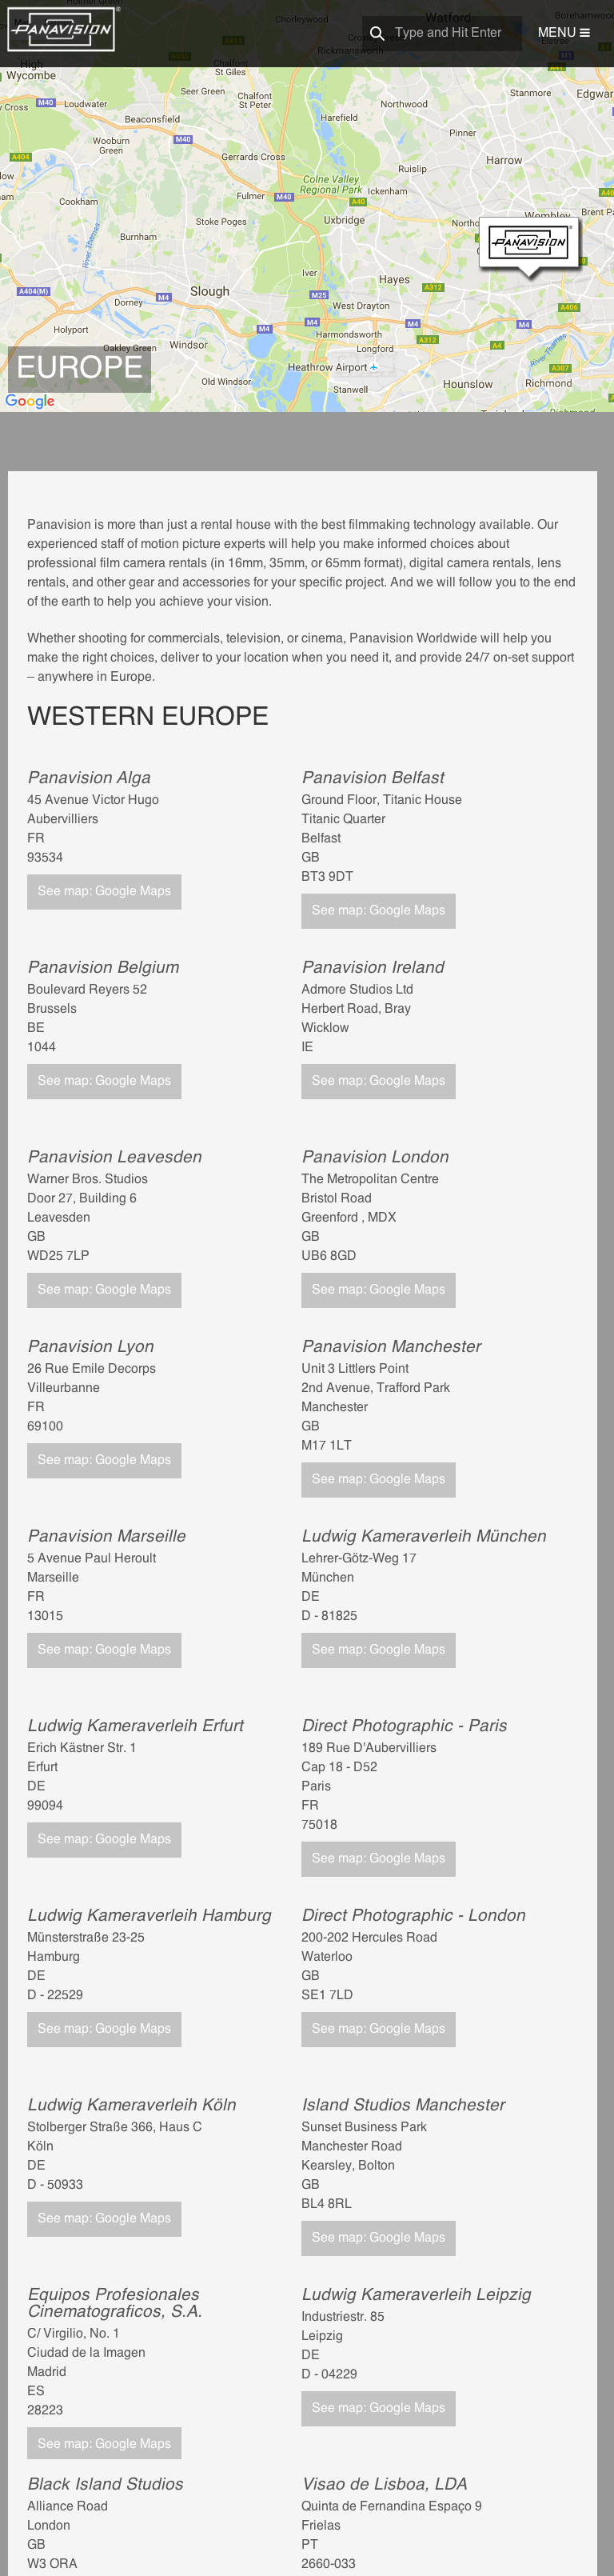 PANAVISION
Type and Hit Enter
MENU
Chorleywood
Watford
Borehamwood
Rickmansworth
High
Wycombe
Chalfont
St Giles
A355
M1
A41
Stanmore
Edgwar
M40
Loudwater
Seer Green
Chalfont
St Peter
Northwood
Beaconsfield
Harefield
Pinner
Wooburn
Green
M40
A404
Gerrards Cross
Harrow
Ruislip
Colne Valley
Regional Park
Ickenham
Cookham
Fulmer
M40
A40
Wembley
Brent P
Stoke Poges
Uxbridge
Northo
PANAVISION
River Thames
Burnham
Iver
Hayes
A404(M)
Slough
M25
A312
Dorney
M4
West Drayton
A406
Holyport
M4
M4
Harmondsworth
M4
M4
Oakley Green
Windsor
Longford
A312
A4
River Thames
EUROPE
Heathrow Airport
A307
Old Windsor
Stanwell
Hounslow
Richmond
Google
Panavision is more than just a rental house with the best filmmaking technology available. Our
experienced staff of motion picture experts will help you make informed choices about
professional film camera rentals (in 16mm, 35mm, or 65mm format), digital camera rentals, lens
rentals, and other gear and accessories for your specific project. And we will follow you to the end
of the earth to help you achieve your vision.
Whether shooting for commercials, television, or cinema, Panavision Worldwide will help you
make the right choices, deliver to your location when you need it, and provide 24/7 on-set support
– anywhere in Europe.
WESTERN EUROPE
Panavision Alga
45 Avenue Victor Hugo
Aubervilliers
FR
93534
See map: Google Maps
Panavision Belfast
Ground Floor, Titanic House
Titanic Quarter
Belfast
GB
BT3 9DT
See map: Google Maps
Panavision Belgium
Boulevard Reyers 52
Brussels
BE
1044
See map: Google Maps
Panavision Ireland
Admore Studios Ltd
Herbert Road, Bray
Wicklow
IE
See map: Google Maps
Panavision Leavesden
Warner Bros. Studios
Door 27, Building 6
Leavesden
GB
WD25 7LP
See map: Google Maps
Panavision London
The Metropolitan Centre
Bristol Road
Greenford , MDX
GB
UB6 8GD
See map: Google Maps
Panavision Lyon
26 Rue Emile Decorps
Villeurbanne
FR
69100
See map: Google Maps
Panavision Manchester
Unit 3 Littlers Point
2nd Avenue, Trafford Park
Manchester
GB
M17 1LT
See map: Google Maps
Panavision Marseille
5 Avenue Paul Heroult
Marseille
FR
13015
See map: Google Maps
Ludwig Kameraverleih München
Lehrer-Götz-Weg 17
München
DE
D - 81825
See map: Google Maps
Ludwig Kameraverleih Erfurt
Erich Kästner Str. 1
Erfurt
DE
99094
See map: Google Maps
Direct Photographic - Paris
189 Rue D'Aubervilliers
Cap 18 - D52
Paris
FR
75018
See map: Google Maps
Ludwig Kameraverleih Hamburg
Münsterstraße 23-25
Hamburg
DE
D - 22529
See map: Google Maps
Direct Photographic - London
200-202 Hercules Road
Waterloo
GB
SE1 7LD
See map: Google Maps
Ludwig Kameraverleih Köln
Stolberger Straße 366, Haus C
Köln
DE
D - 50933
See map: Google Maps
Island Studios Manchester
Sunset Business Park
Manchester Road
Kearsley, Bolton
GB
BL4 8RL
See map: Google Maps
Equipos Profesionales
Cinematograficos, S.A.
C/ Virgilio, No. 1
Ciudad de la Imagen
Madrid
ES
28223
See map: Google Maps
Ludwig Kameraverleih Leipzig
Industriestr. 85
Leipzig
DE
D - 04229
See map: Google Maps
Black Island Studios
Alliance Road
London
GB
W3 ORA
Visao de Lisboa, LDA
Quinta de Fernandina Espaço 9
Frielas
PT
2660-033